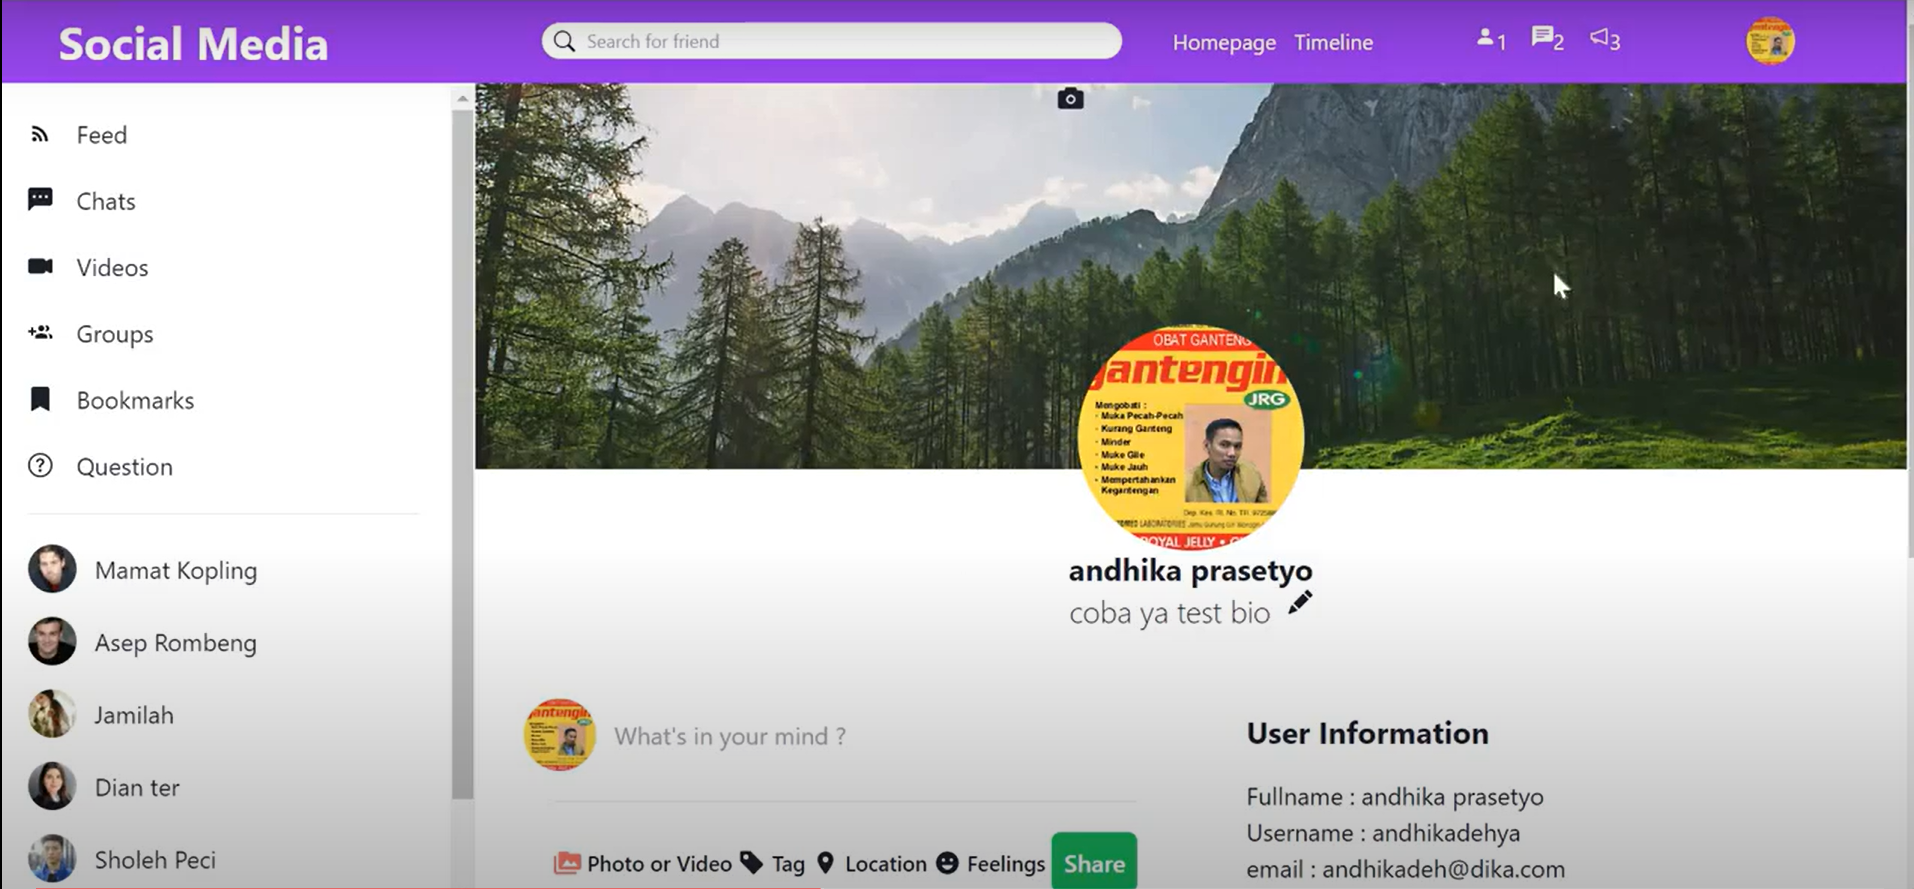 Social Media
Search for friend
Homepage Timeline
1 2 3
Feed
Chats
Videos
Groups
Bookmarks
Question
Mamat Kopling
Asep Rombeng
Jamilah
Dian ter
Sholeh Peci
OBAT GANTENG
gantengin
JRG
Mengobati :
- Muka Pecah-Pecah
- Kurang Ganteng
- Minder
- Muke Gile
- Muke Jauh
- Mempertahankan
Kegantengan
ROYAL JELLY •
andhika prasetyo
coba ya test bio
What's in your mind ?
Photo or Video Tag Location Feelings Share
User Information
Fullname : andhika prasetyo
Username : andhikadehya
email : andhikadeh@dika.com